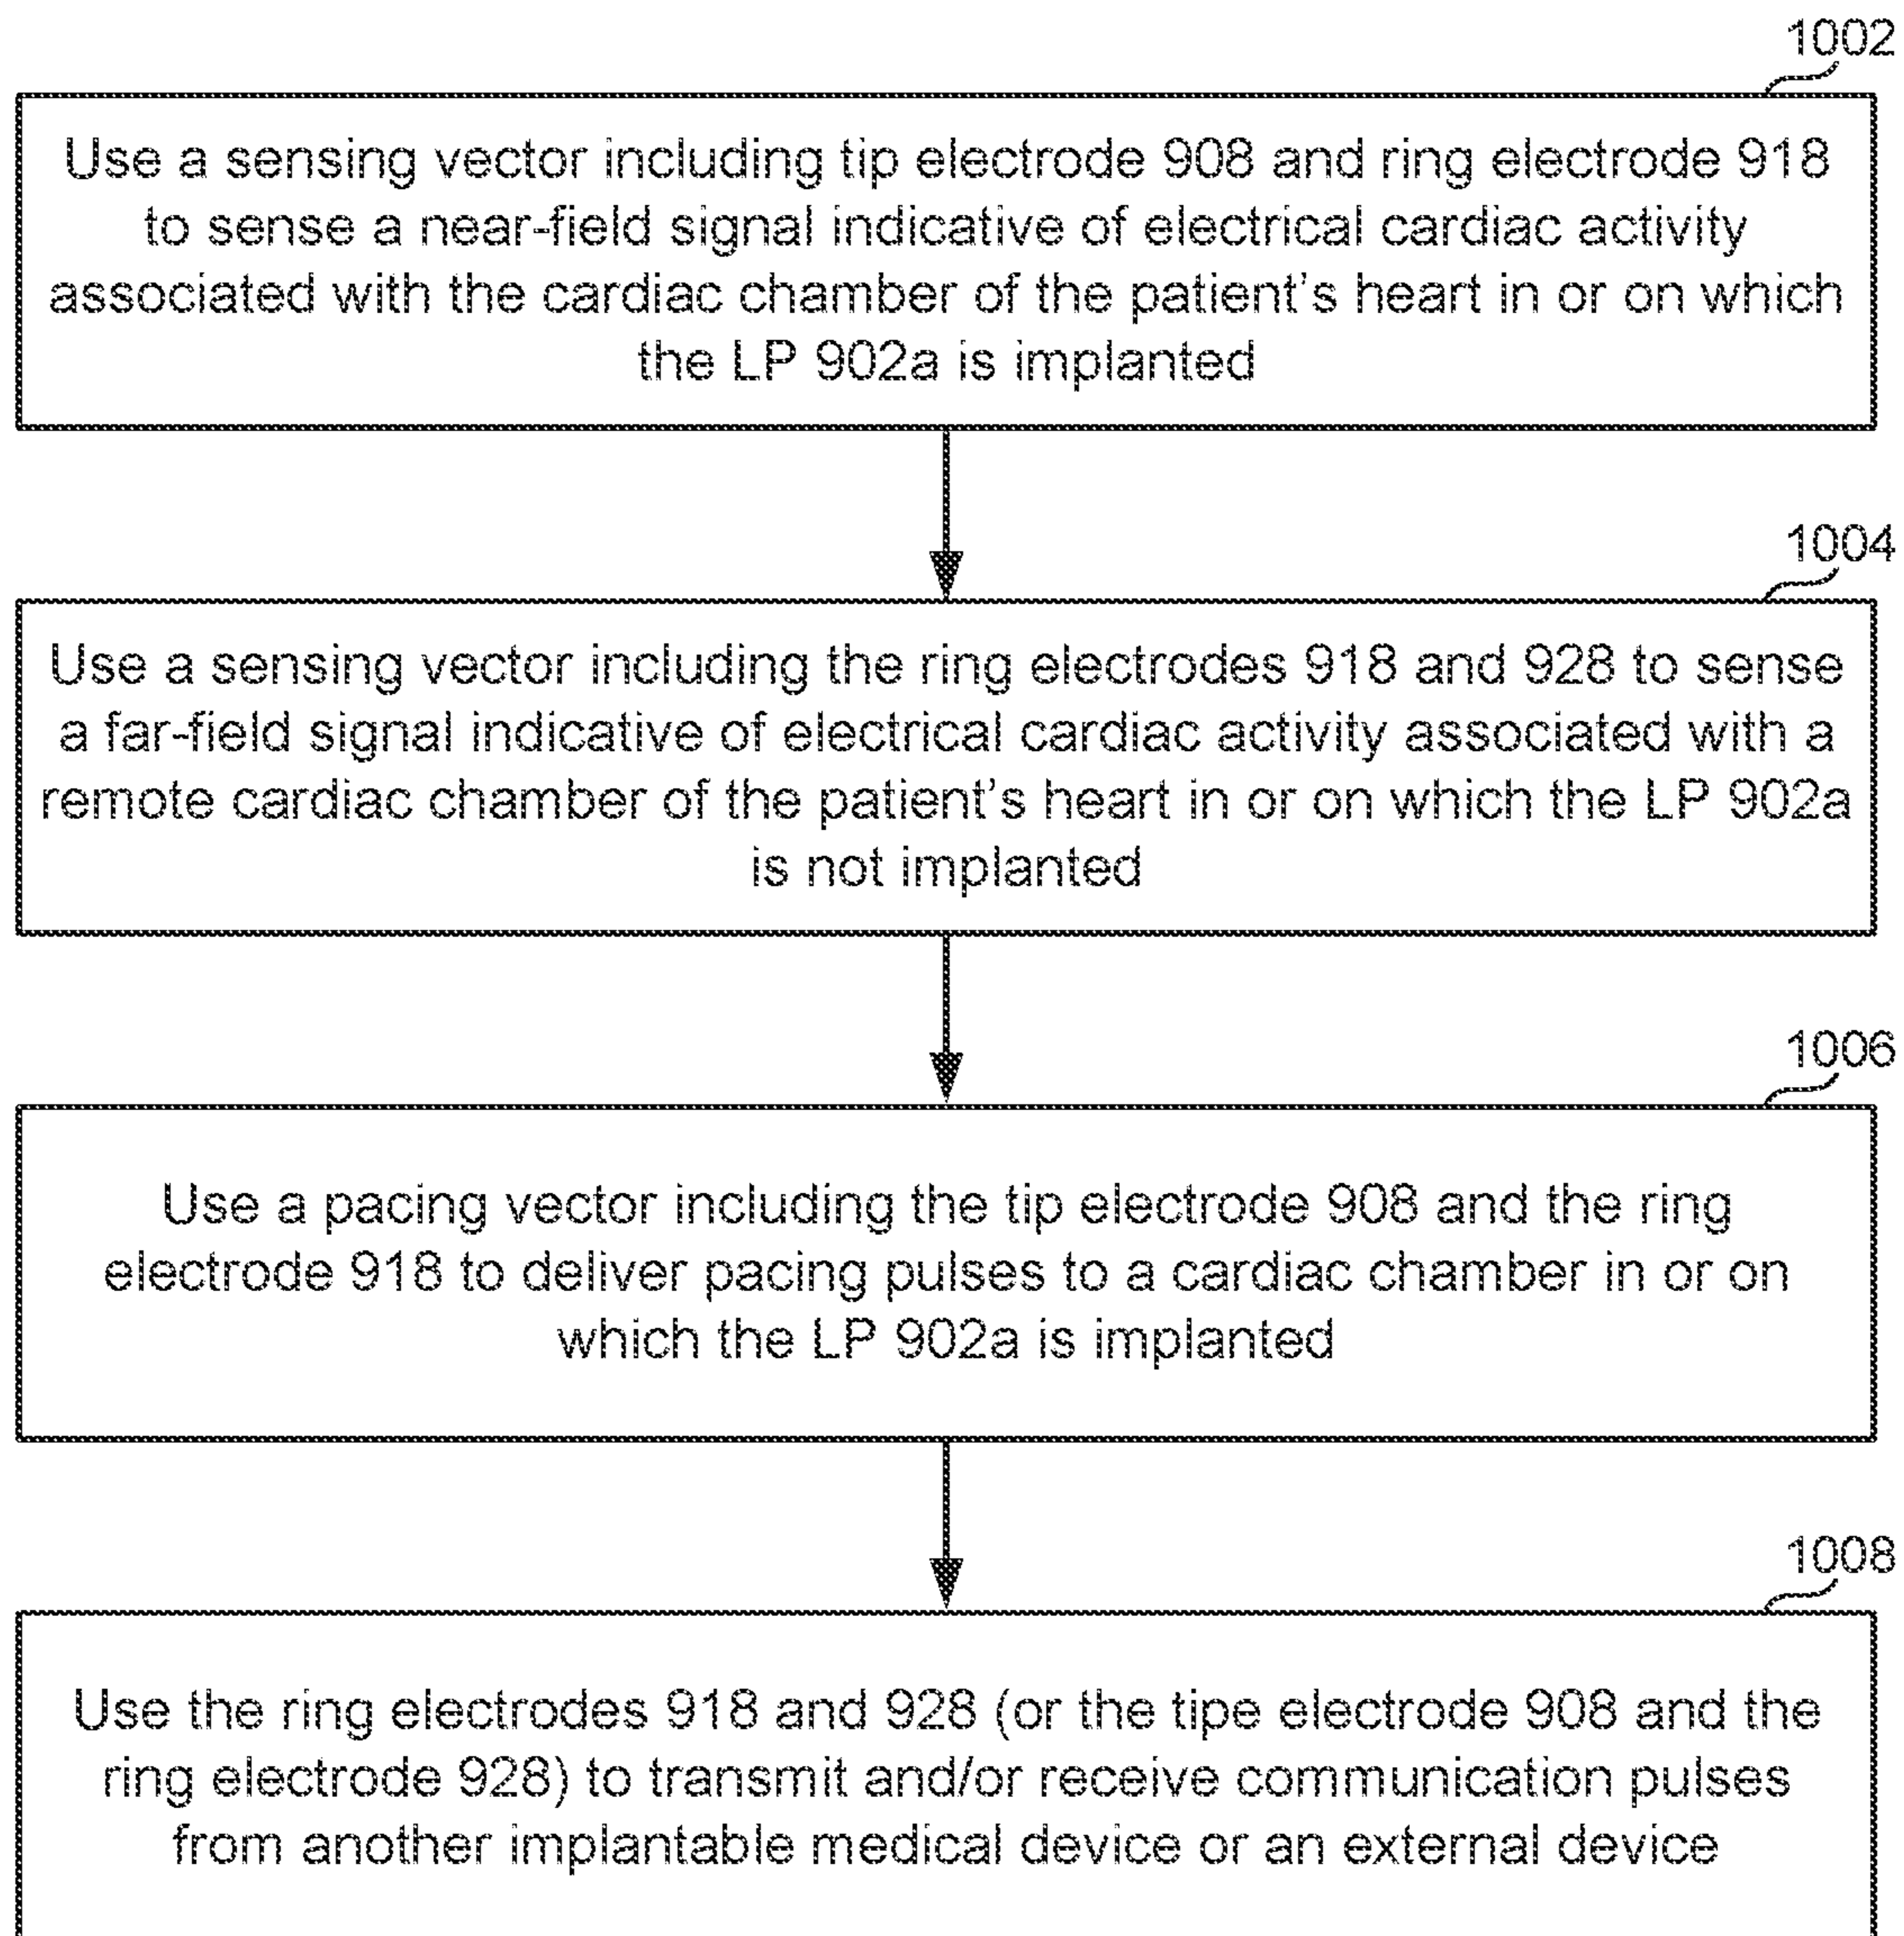 1002
Use a sensing vector including tip electrode 908 and ring electrode 918
to sense a near-field signal indicative of electrical cardiac activity
associated with the cardiac chamber of the patient's heart in or on which
the LP 902a is implanted
1004
Use a sensing vector including the ring electrodes 918 and 928 to sense
a far-field signal indicative of electrical cardiac activity associated with a
remote cardiac chamber of the patient's heart in or on which the LP 902a
is not implanted
1006
Use a pacing vector including the tip electrode 908 and the ring
electrode 918 to deliver pacing pulses to a cardiac chamber in or on
which the LP 902a is implanted
1008
Use the ring electrodes 918 and 928 (or the tipe electrode 908 and the
ring electrode 928) to transmit and/or receive communication pulses
from another implantable medical device or an external device